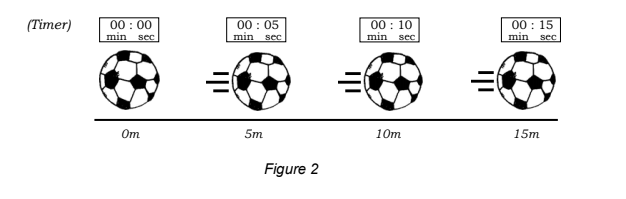 (Timer)
00 : 00
min sec
00 : 05
min sec
00 : 10
min sec
00 : 15
min sec
0m
5m
10m
15m
Figure 2